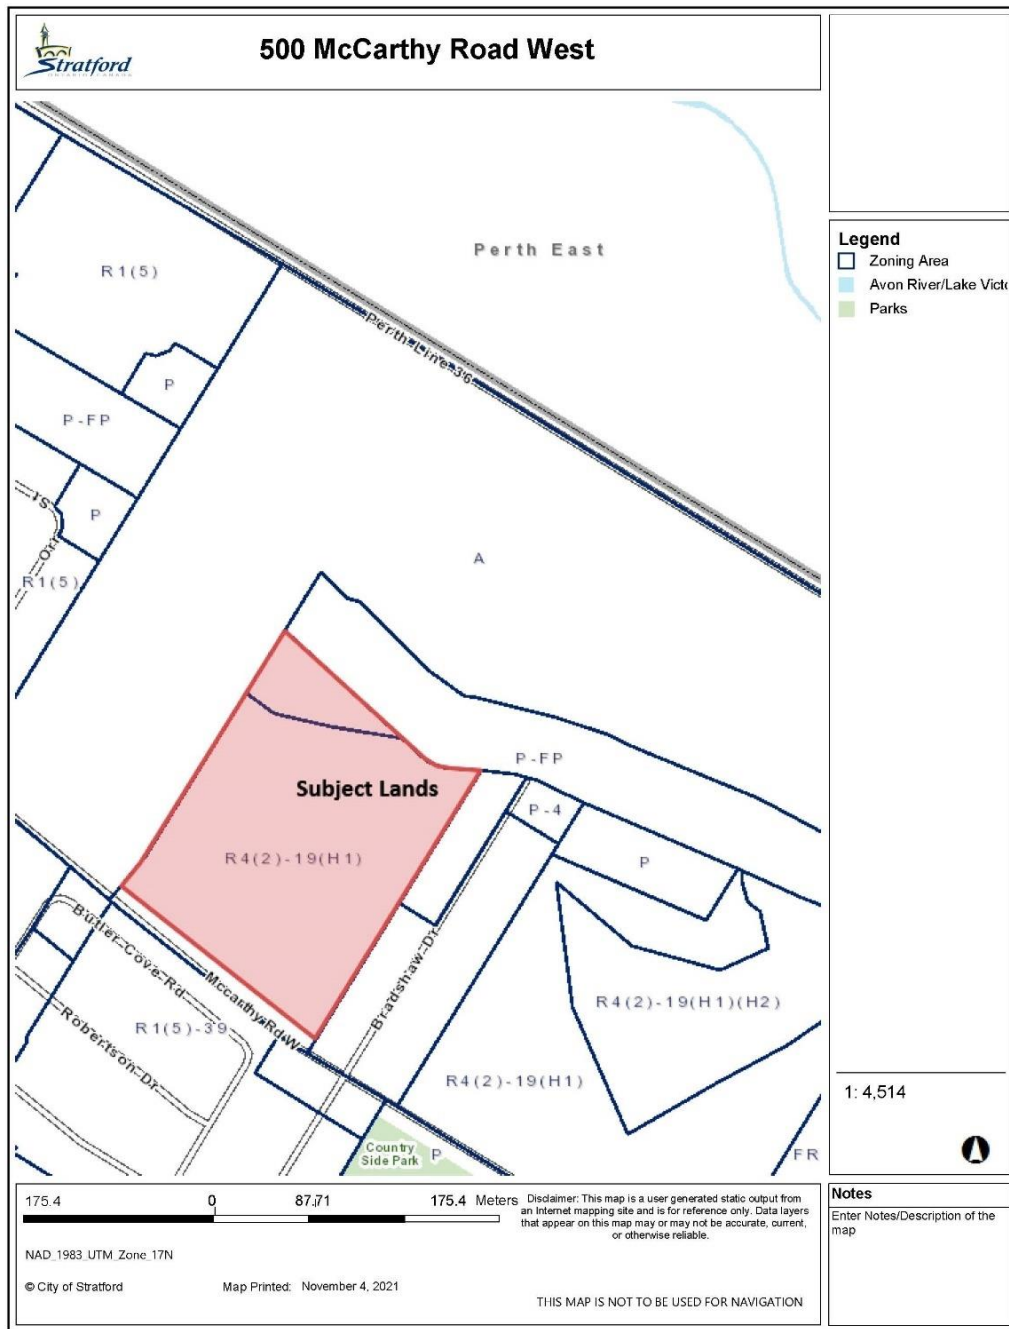 Stratford
ONTARIO CANADA
500 McCarthy Road West
Perth East
R1(5)
Perth Line 36
P
P-FP
P
St
Orr
R1(5)
A
P-FP
Subject Lands
P-4
P
R4(2)-19(H1)
Butler Cove Rd
Mccarthy Rd W
Bradshaw Dr
R4(2)-19(H1)(H2)
R1(5)-39
Robertson Dr
R4(2)-19(H1)
Country
Side Park
P
FR
Legend
Zoning Area
Avon River/Lake Victo
Parks
1: 4,514
175.4 0 87.71 175.4 Meters
NAD_1983_UTM_Zone_17N
© City of Stratford
Map Printed: November 4, 2021
Disclaimer: This map is a user generated static output from
an Internet mapping site and is for reference only. Data layers
that appear on this map may or may not be accurate, current,
or otherwise reliable.
THIS MAP IS NOT TO BE USED FOR NAVIGATION
Notes
Enter Notes/Description of the
map